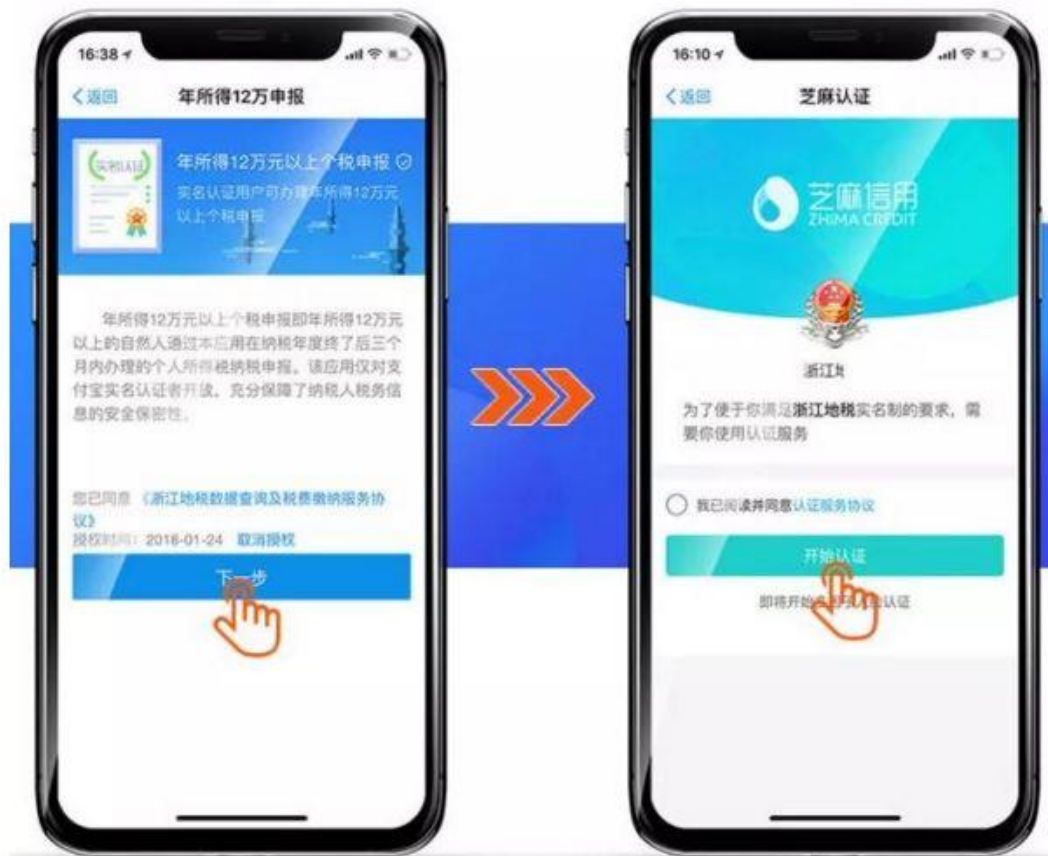 16:38
返回
年所得12万申报
实名认证
年所得12万元以上个税申报
实名认证用户可办理年所得12万元
以上个税申报
年所得12万元以上个税申报即年所得12万元
以上的自然人通过本应用在纳税年度终了后三个
月内办理的个人所得税纳税申报。该应用仅对支
付宝实名认证者开放，充分保障了纳税人税务信
息的安全保密性。
您已同意《浙江地税数据查询及税费缴纳服务协
议》
授权时间：2018-01-24 取消授权
下一步
16:10
返回
芝麻认证
芝麻信用
ZHIMA CREDIT
浙江地
为了便于你满足浙江地税实名制的要求，需
要你使用认证服务
我已阅读并同意认证服务协议
开始认证
即将开始 认证